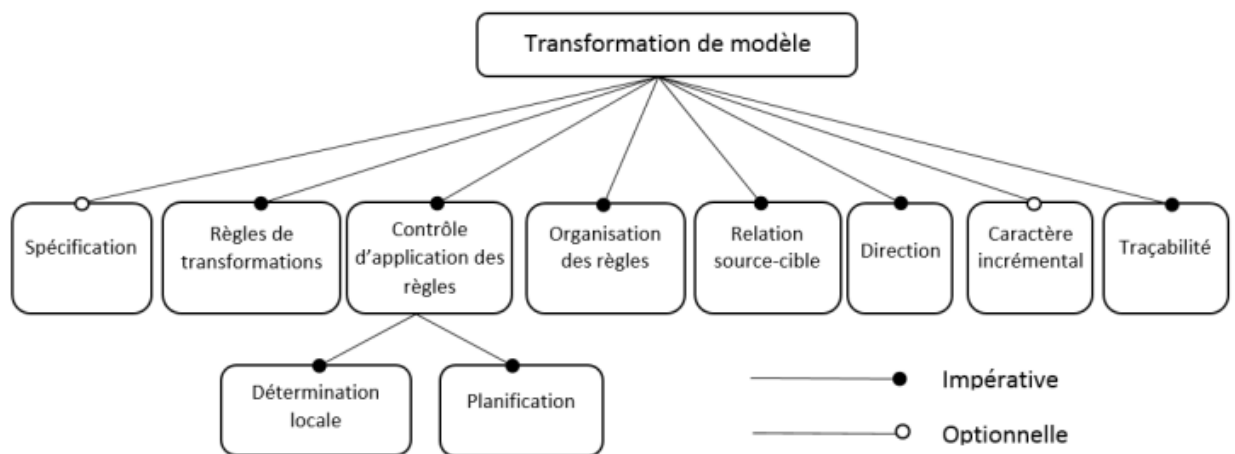 Transformation de modèle
Spécification
Règles de
transformations
Contrôle
d'application des
règles
Organisation
des règles
Relation
source-cible
Direction
Caractère
incrémental
Traçabilité
Détermination
locale
Planification
Impérative
Optionnelle